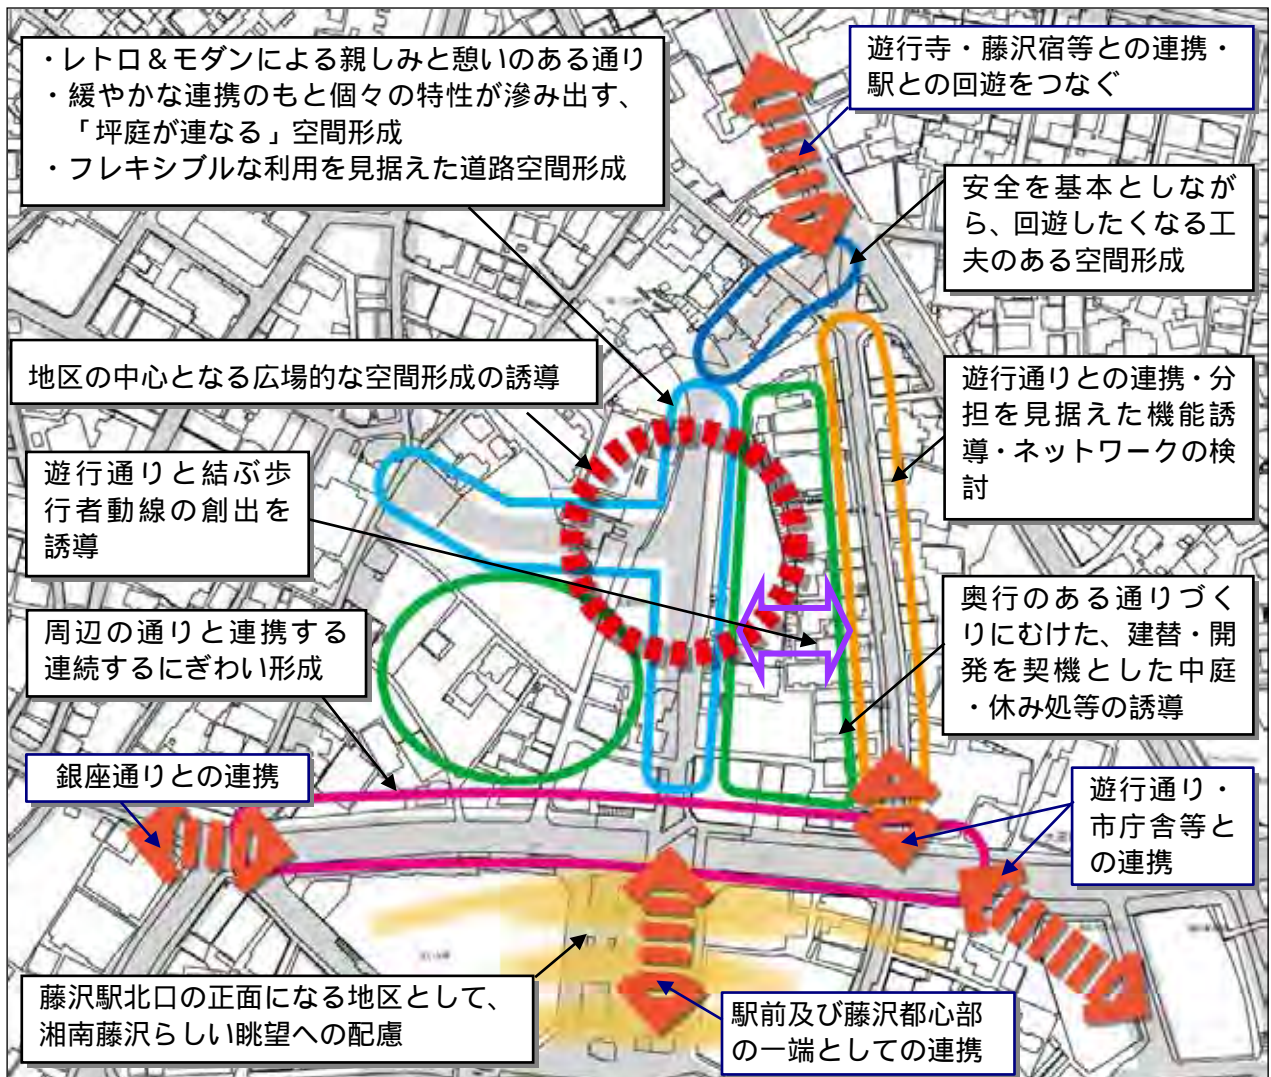 ・レトロ＆モダンによる親しみと憩いのある通り
・緩やかな連携のもと個々の特性が滲み出す、
「坪庭が連なる」空間形成
・フレキシブルな利用を見据えた道路空間形成
遊行寺・藤沢宿等との連携・
駅との回遊をつなぐ
安全を基本としなが
ら、回遊したくなる工
夫のある空間形成
地区の中心となる広場的な空間形成の誘導
遊行通りとの連携・分
担を見据えた機能誘
導・ネットワークの検
討
遊行通りと結ぶ歩
行者動線の創出を
誘導
奥行のある通りづく
りにむけた、建替・開
発を契機とした中庭
・休み処等の誘導
周辺の通りと連携する
連続するにぎわい形成
銀座通りとの連携
遊行通り・
市庁舎等と
の連携
藤沢駅北口の正面になる地区として、
湘南藤沢らしい眺望への配慮
駅前及び藤沢都心部
の一端としての連携